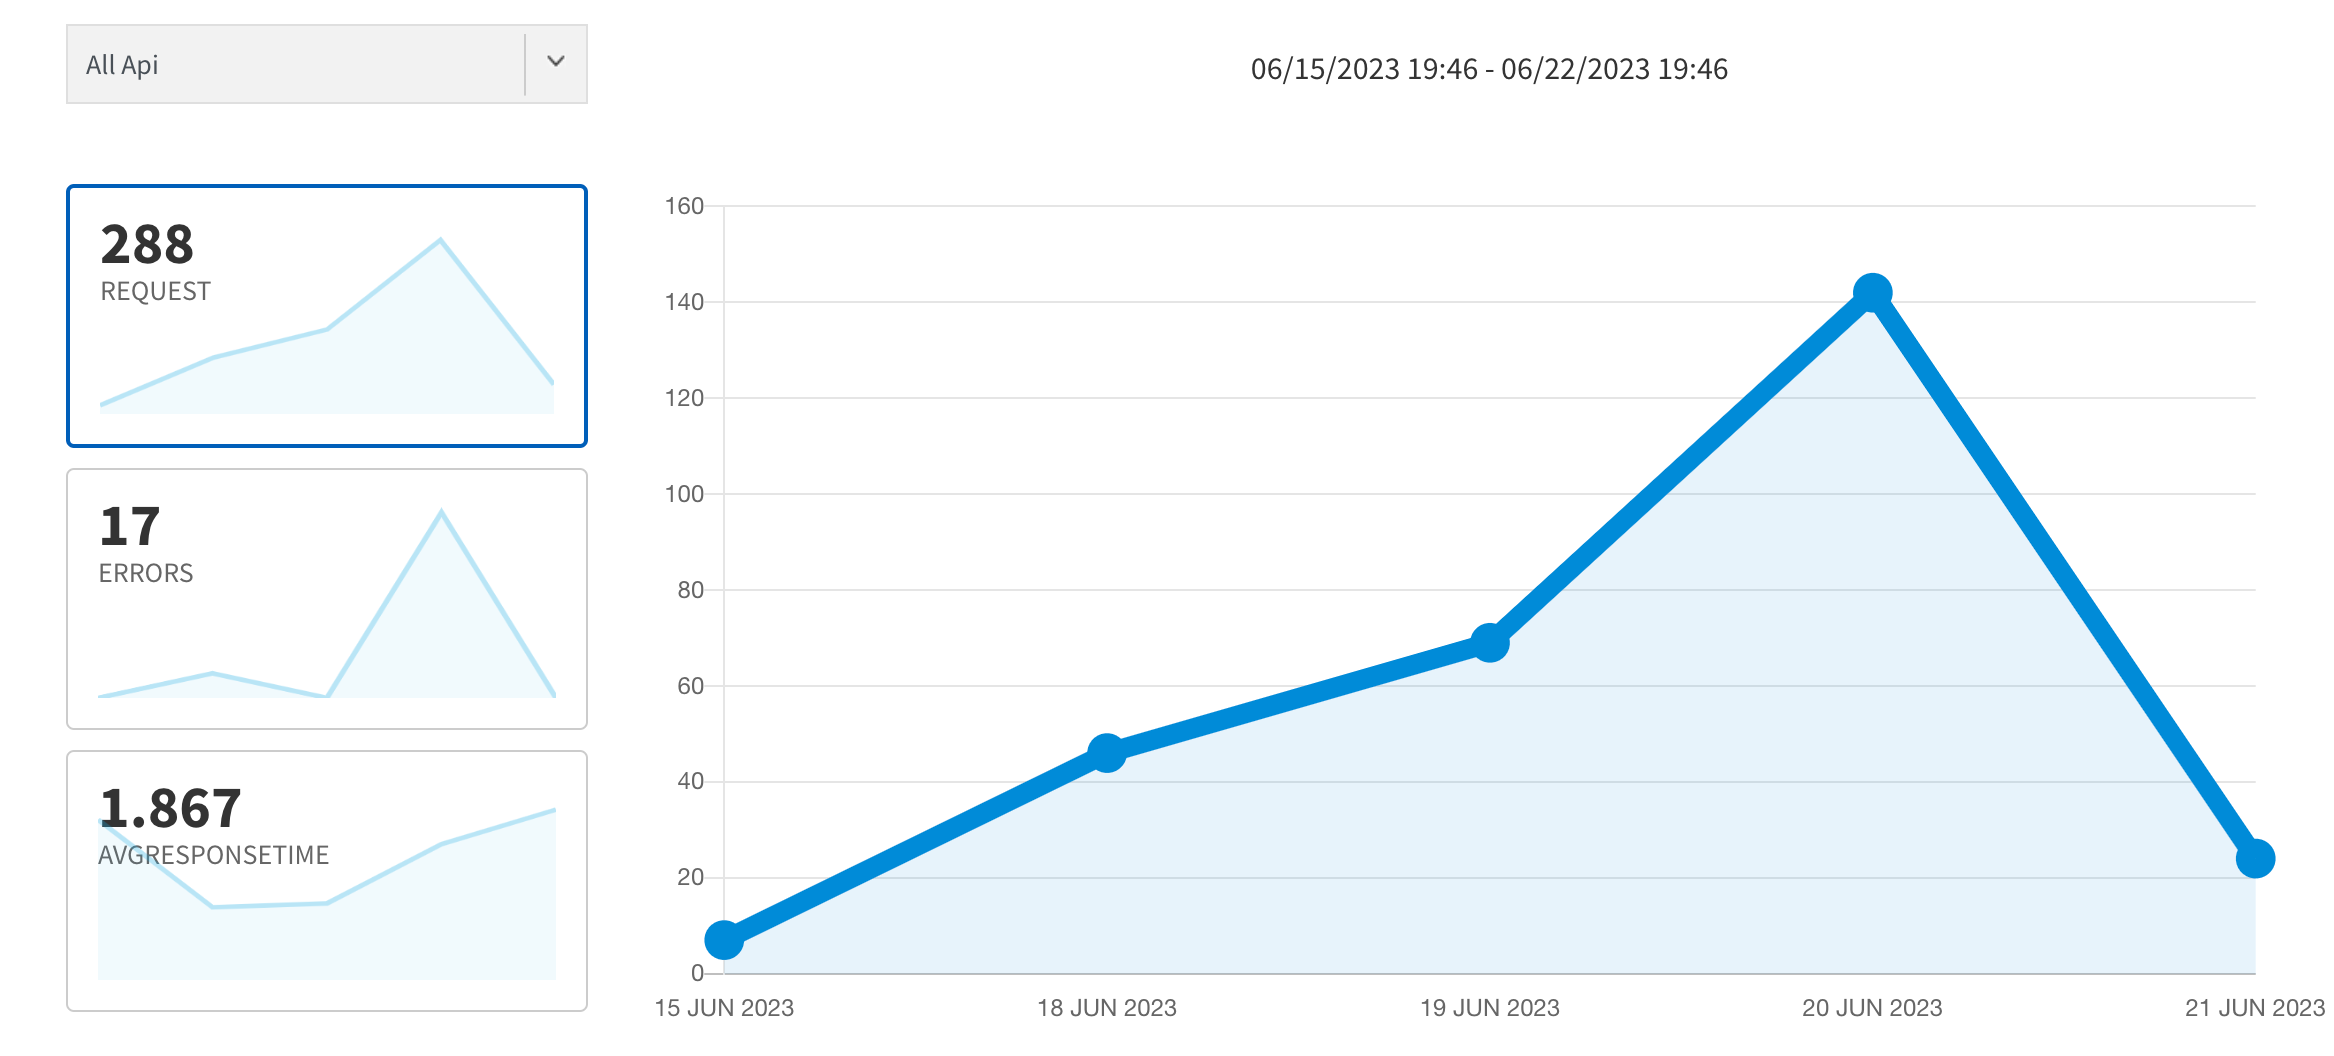 All Api
06/15/2023 19:46 - 06/22/2023 19:46
288
REQUEST
17
ERRORS
1.867
AVGRESPONSETIME
160
140
120
100
80
60
40
20
0
15 JUN 2023
18 JUN 2023
19 JUN 2023
20 JUN 2023
21 JUN 2023